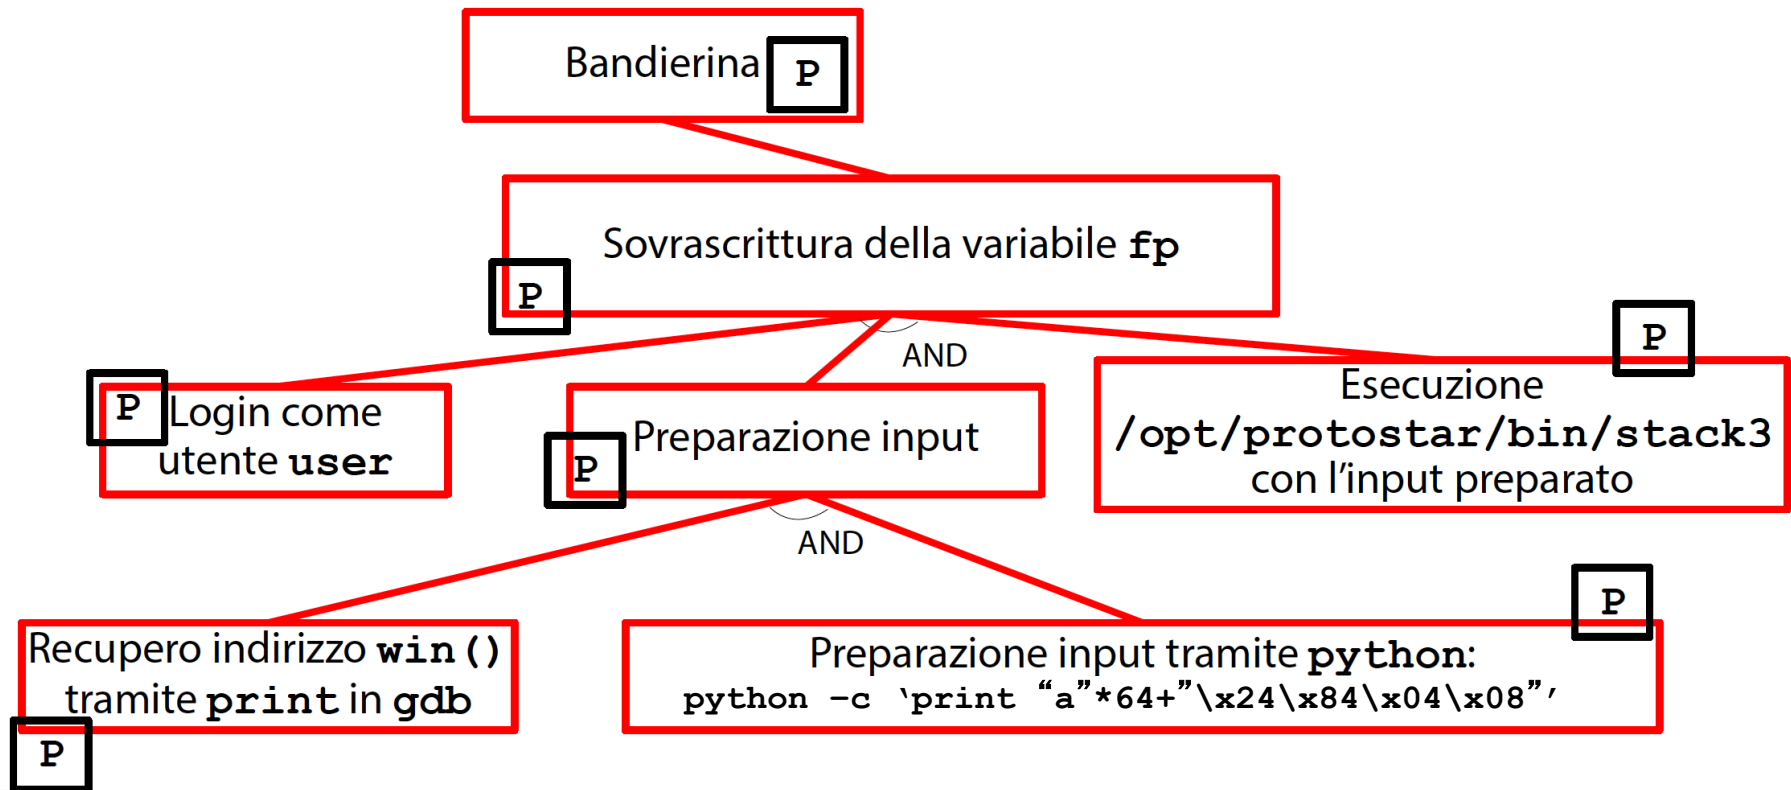 Bandierina
P
Sovrascrittura della variabile fp
P
AND
P
Login come
utente user
Preparazione input
P
P
Esecuzione
/opt/protostar/bin/stack3
con l'input preparato
AND
Recupero indirizzo win()
tramite print in gdb
P
P
Preparazione input tramite python:
python –c ‘print “a”*64+”\x24\x84\x04\x08”’